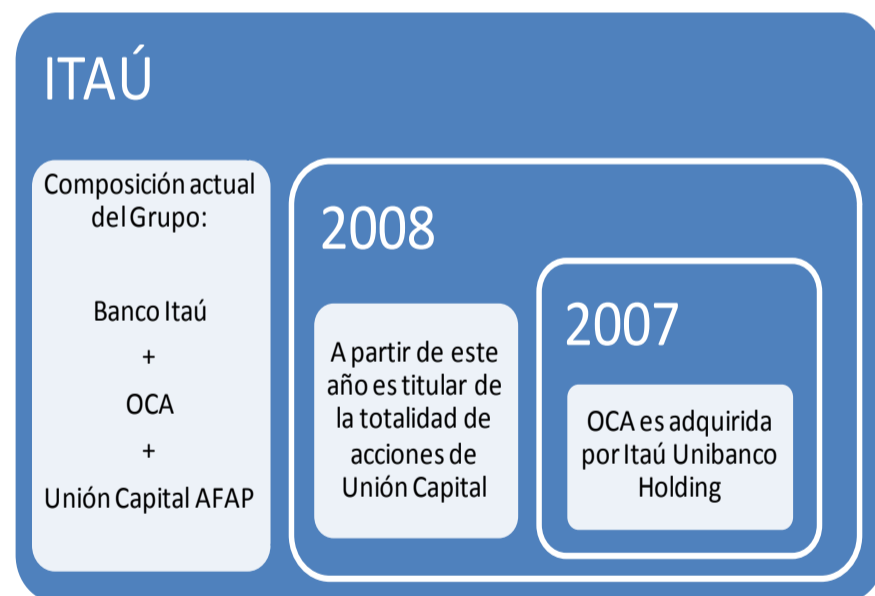 ITAÚ
Composición actual
del Grupo:
Banco Itaú
+
OCA
+
Unión Capital AFAP
2008
A partir de este
año es titular de
la totalidad de
acciones de
Unión Capital
2007
OCA es adquirida
por Itaú Unibanco
Holding